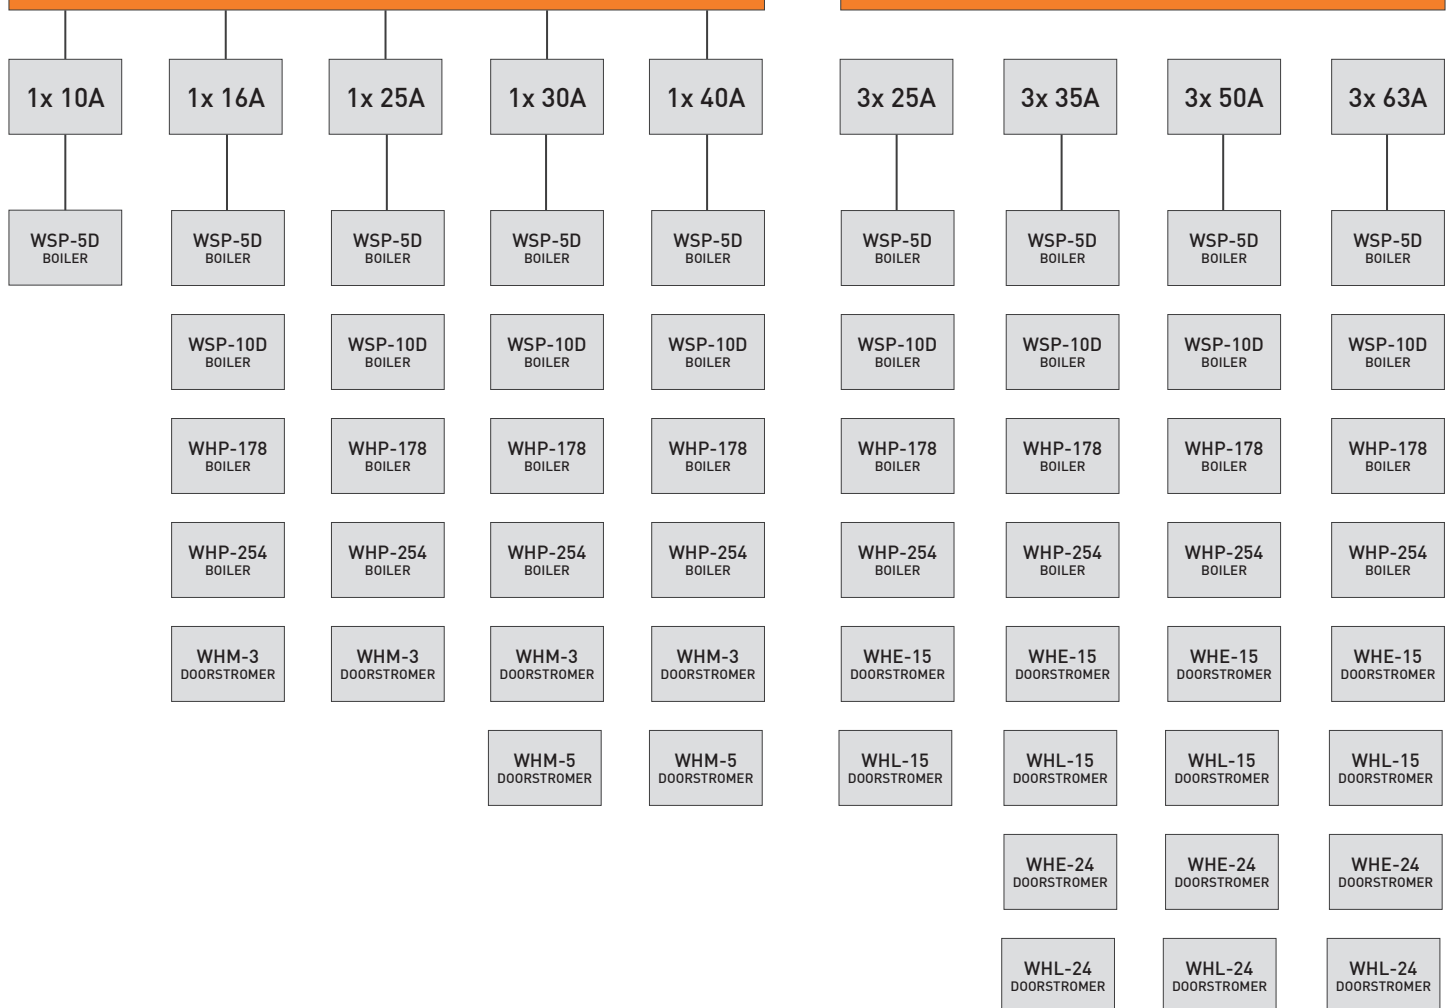 1x 10A
1x 16A
1x 25A
1x 30A
1x 40A
3x 25A
3x 35A
3x 50A
3x 63A
WSP-5D
BOILER
WSP-5D
BOILER
WSP-5D
BOILER
WSP-5D
BOILER
WSP-5D
BOILER
WSP-5D
BOILER
WSP-5D
BOILER
WSP-5D
BOILER
WSP-5D
BOILER
WSP-10D
BOILER
WSP-10D
BOILER
WSP-10D
BOILER
WSP-10D
BOILER
WSP-10D
BOILER
WSP-10D
BOILER
WSP-10D
BOILER
WSP-10D
BOILER
WHP-178
BOILER
WHP-178
BOILER
WHP-178
BOILER
WHP-178
BOILER
WHP-178
BOILER
WHP-178
BOILER
WHP-178
BOILER
WHP-178
BOILER
WHP-254
BOILER
WHP-254
BOILER
WHP-254
BOILER
WHP-254
BOILER
WHP-254
BOILER
WHP-254
BOILER
WHP-254
BOILER
WHP-254
BOILER
WHM-3
DOORSTROMER
WHM-3
DOORSTROMER
WHM-3
DOORSTROMER
WHM-3
DOORSTROMER
WHE-15
DOORSTROMER
WHE-15
DOORSTROMER
WHE-15
DOORSTROMER
WHE-15
DOORSTROMER
WHM-5
DOORSTROMER
WHM-5
DOORSTROMER
WHL-15
DOORSTROMER
WHL-15
DOORSTROMER
WHL-15
DOORSTROMER
WHL-15
DOORSTROMER
WHE-24
DOORSTROMER
WHE-24
DOORSTROMER
WHE-24
DOORSTROMER
WHL-24
DOORSTROMER
WHL-24
DOORSTROMER
WHL-24
DOORSTROMER